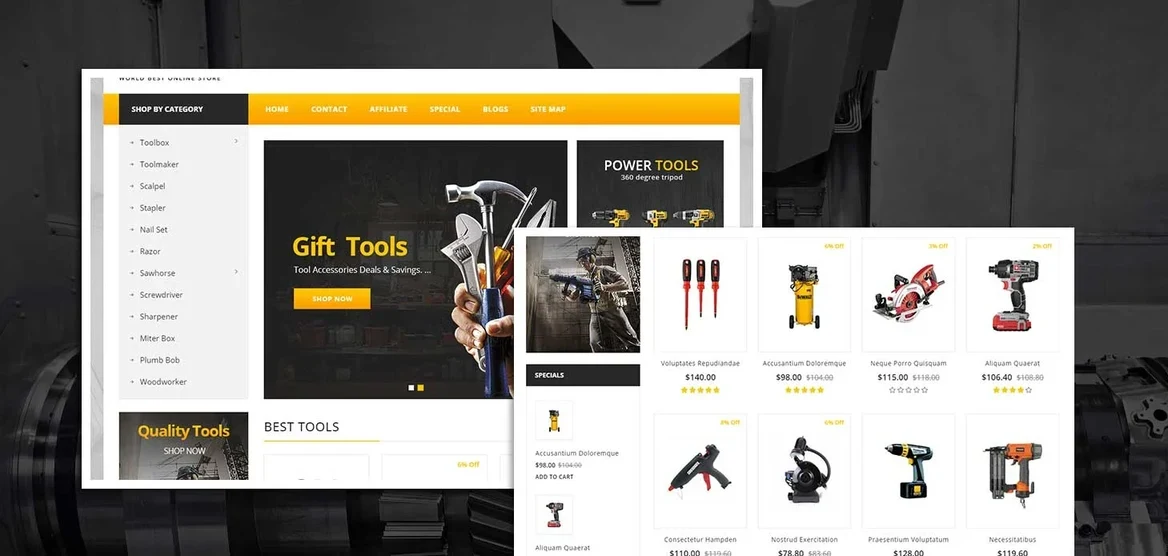 WORLD BEST ONLINE STORE
SHOP BY CATEGORY
HOME CONTACT AFFILIATE SPECIAL BLOGS SITE MAP
Toolbox
Toolmaker
Scalpel
Stapler
Nail Set
Razor
Sawhorse
Screwdriver
Sharpener
Miter Box
Plumb Bob
Woodworker
Gift Tools
Tool Accessories Deals & Savings. ...
SHOP NOW
POWER TOOLS
360 degree tripod
Quality Tools
SHOP NOW
BEST TOOLS
6% Off
SPECIALS
Accusantium Doloremque
$98.00 $104.00
ADD TO CART
Aliquam Quaerat
Voluptates Repudiandae
$140.00
6% Off
Accusantium Doloremque
$98.00 $104.00
3% Off
Neque Porro Quisquam
$115.00 $118.00
2% Off
Aliquam Quaerat
$106.40 $108.80
8% Off
Consectetur Hampden
$110.00 $119.60
6% Off
Nostrud Exercitation
$78.80 $83.60
Praesentium Voluptatum
$128.00
Necessitatibus
$119.60